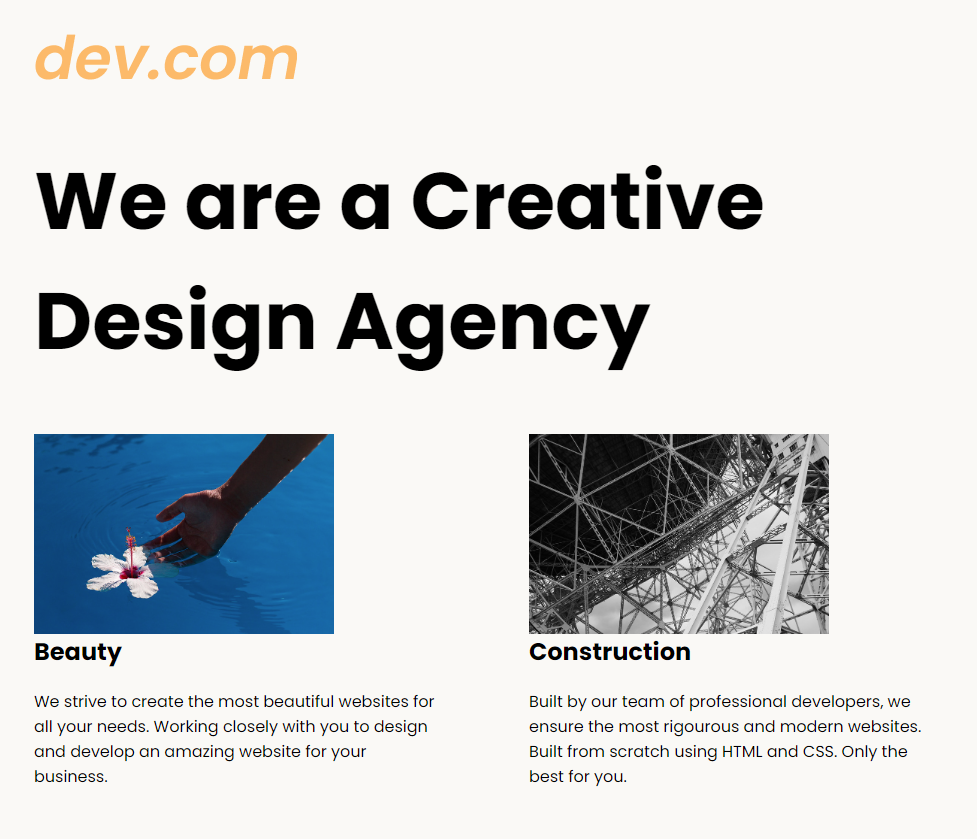 dev.com
We are a Creative
Design Agency
Beauty
We strive to create the most beautiful websites for
all your needs. Working closely with you to design
and develop an amazing website for your
business.
Construction
Built by our team of professional developers, we
ensure the most rigourous and modern websites.
Built from scratch using HTML and CSS. Only the
best for you.